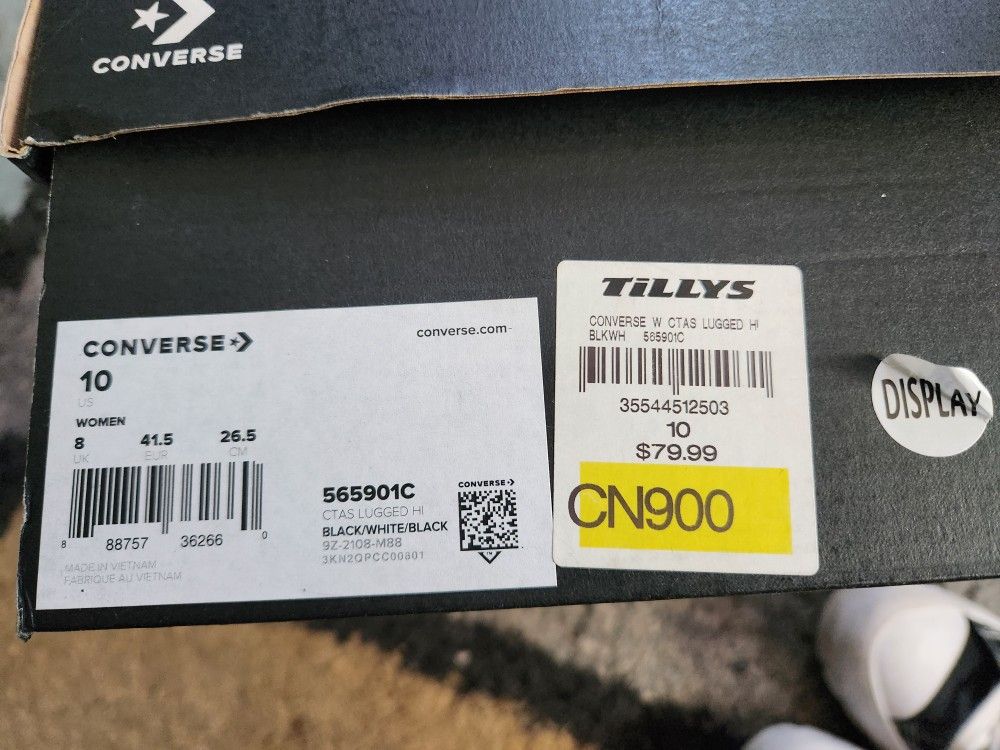 CONVERSE
CONVERSE
converse.com
10
US
WOMEN
8 41.5 26.5
UK EUR CM
8 88757 36266 0
MADE IN VIETNAM
FABRIQUE AU VIETNAM
565901C
CTAS LUGGED HI
BLACK/WHITE/BLACK
9Z-2108-M88
3KN2QPCC00801
CONVERSE
TM
TiLLYS
CONVERSE W CTAS LUGGED HI
BLKWH 565901C
35544512503
10
$79.99
CN900
DISPLAY